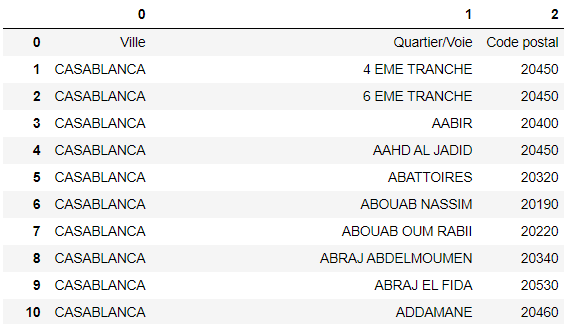 0 1 2
0 Ville Quartier/Voie Code postal
1 CASABLANCA 4 EME TRANCHE 20450
2 CASABLANCA 6 EME TRANCHE 20450
3 CASABLANCA AABIR 20400
4 CASABLANCA AAHD AL JADID 20450
5 CASABLANCA ABATTOIRES 20320
6 CASABLANCA ABOUAB NASSIM 20190
7 CASABLANCA ABOUAB OUM RABII 20220
8 CASABLANCA ABRAJ ABDELMOUMEN 20340
9 CASABLANCA ABRAJ EL FIDA 20530
10 CASABLANCA ADDAMANE 20460